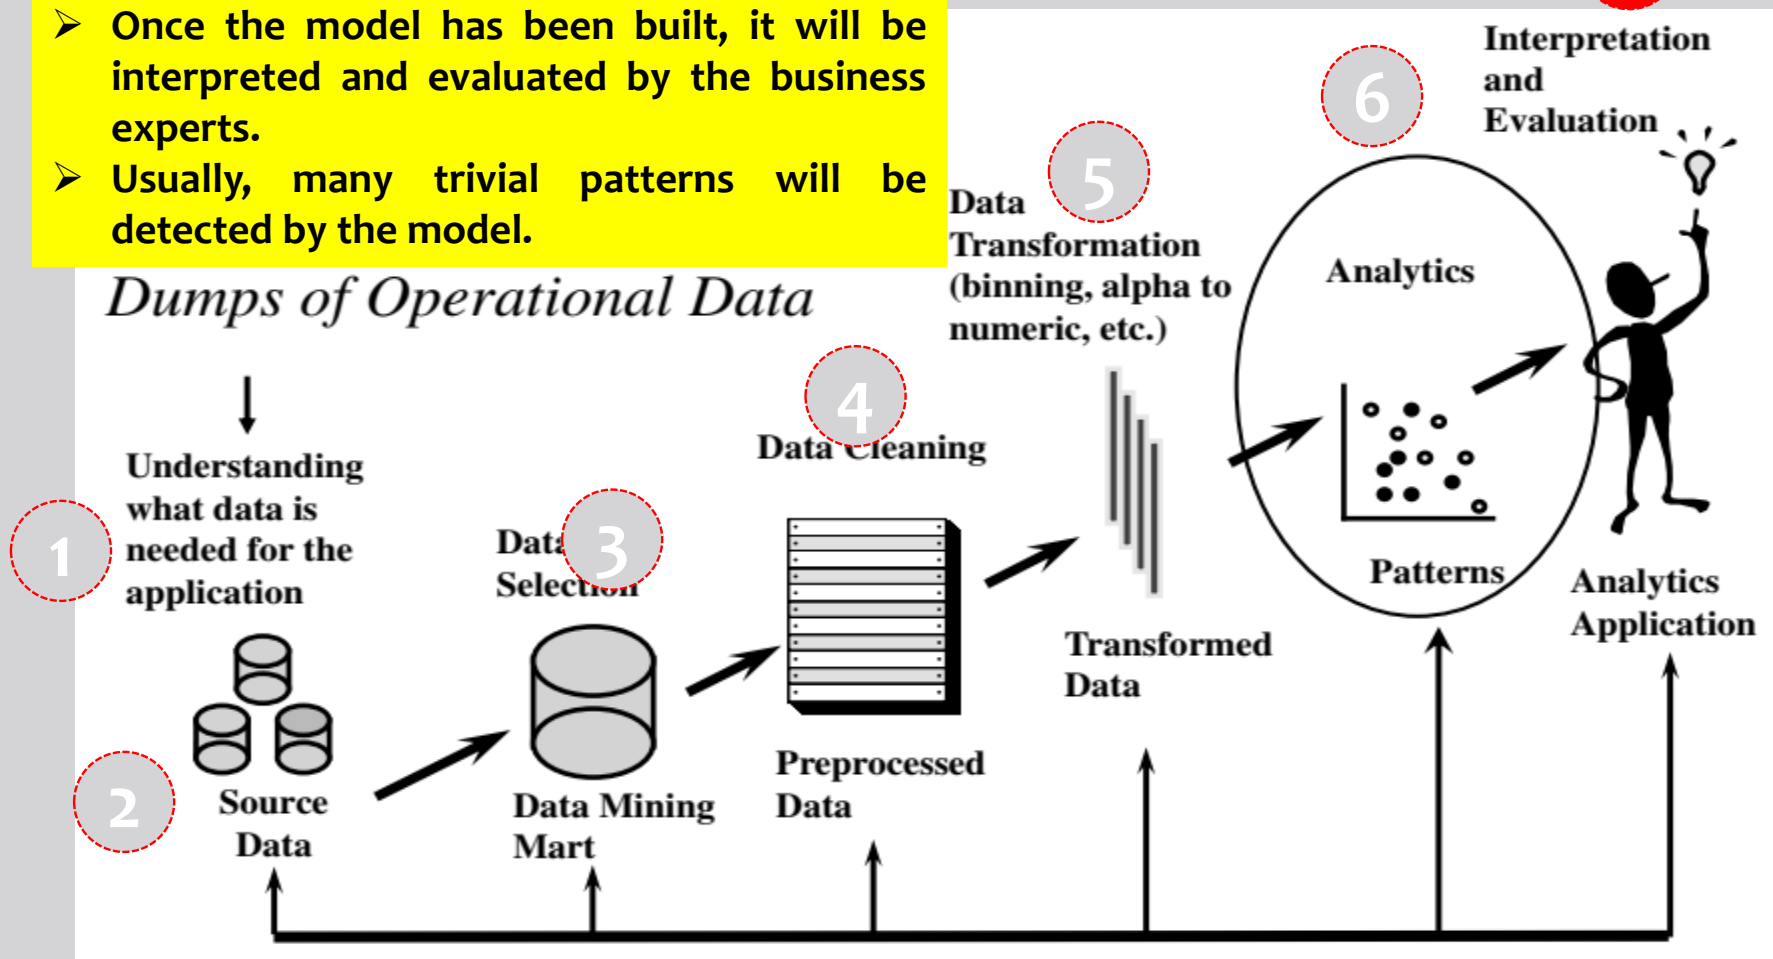 ➢ Once the model has been built, it will be
interpreted and evaluated by the business
experts.
➢ Usually, many trivial patterns will be
detected by the model.
Dumps of Operational Data
1
Understanding
what data is
needed for the
application
2
Source
Data
3
Data
Selection
Data Mining
Mart
4
Data Cleaning
Preprocessed
Data
5
Data
Transformation
(binning, alpha to
numeric, etc.)
Transformed
Data
6
Analytics
Patterns
Interpretation
and
Evaluation
Analytics
Application